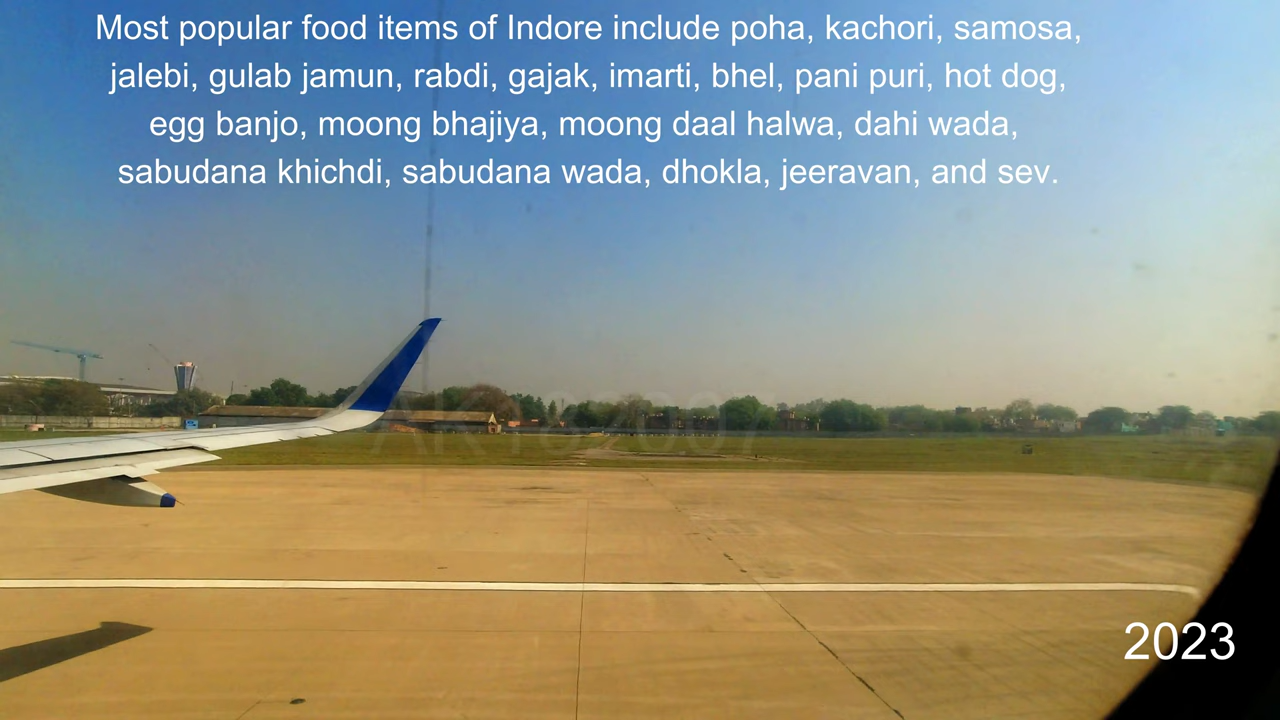 Most popular food items of Indore include poha, kachori, samosa,
jalebi, gulab jamun, rabdi, gajak, imarti, bhel, pani puri, hot dog,
egg banjo, moong bhajiya, moong daal halwa, dahi wada,
sabudana khichdi, sabudana wada, dhokla, jeeravan, and sev.
2023